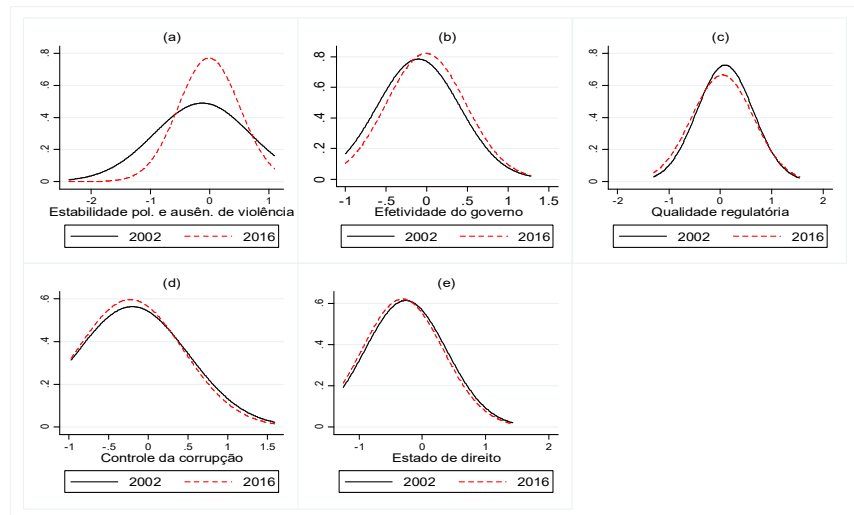 (a)
.8
.6
.4
.2
0
-2 -1 0 1
Estabilidade pol. e ausên. de violência
2002 2016
(b)
.8
.6
.4
.2
0
-1 -.5 0 .5 1 1.5
Efetividade do governo
2002 2016
(c)
.8
.6
.4
.2
0
-2 -1 0 1 2
Qualidade regulatória
2002 2016
(d)
.6
.4
.2
0
-1 -.5 0 .5 1 1.5
Controle da corrupção
2002 2016
(e)
.6
.4
.2
0
-1 0 1 2
Estado de direito
2002 2016